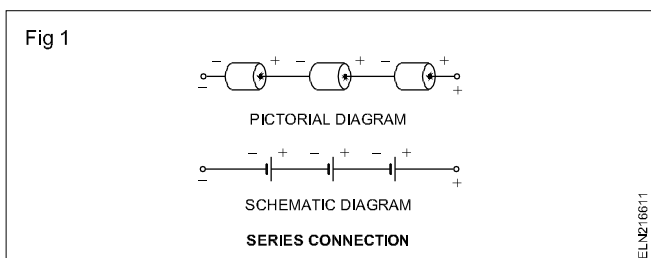 Fig 1
− + − + − +
− +
PICTORIAL DIAGRAM
− + − + − +
− +
SCHEMATIC DIAGRAM
SERIES CONNECTION
ELN216611